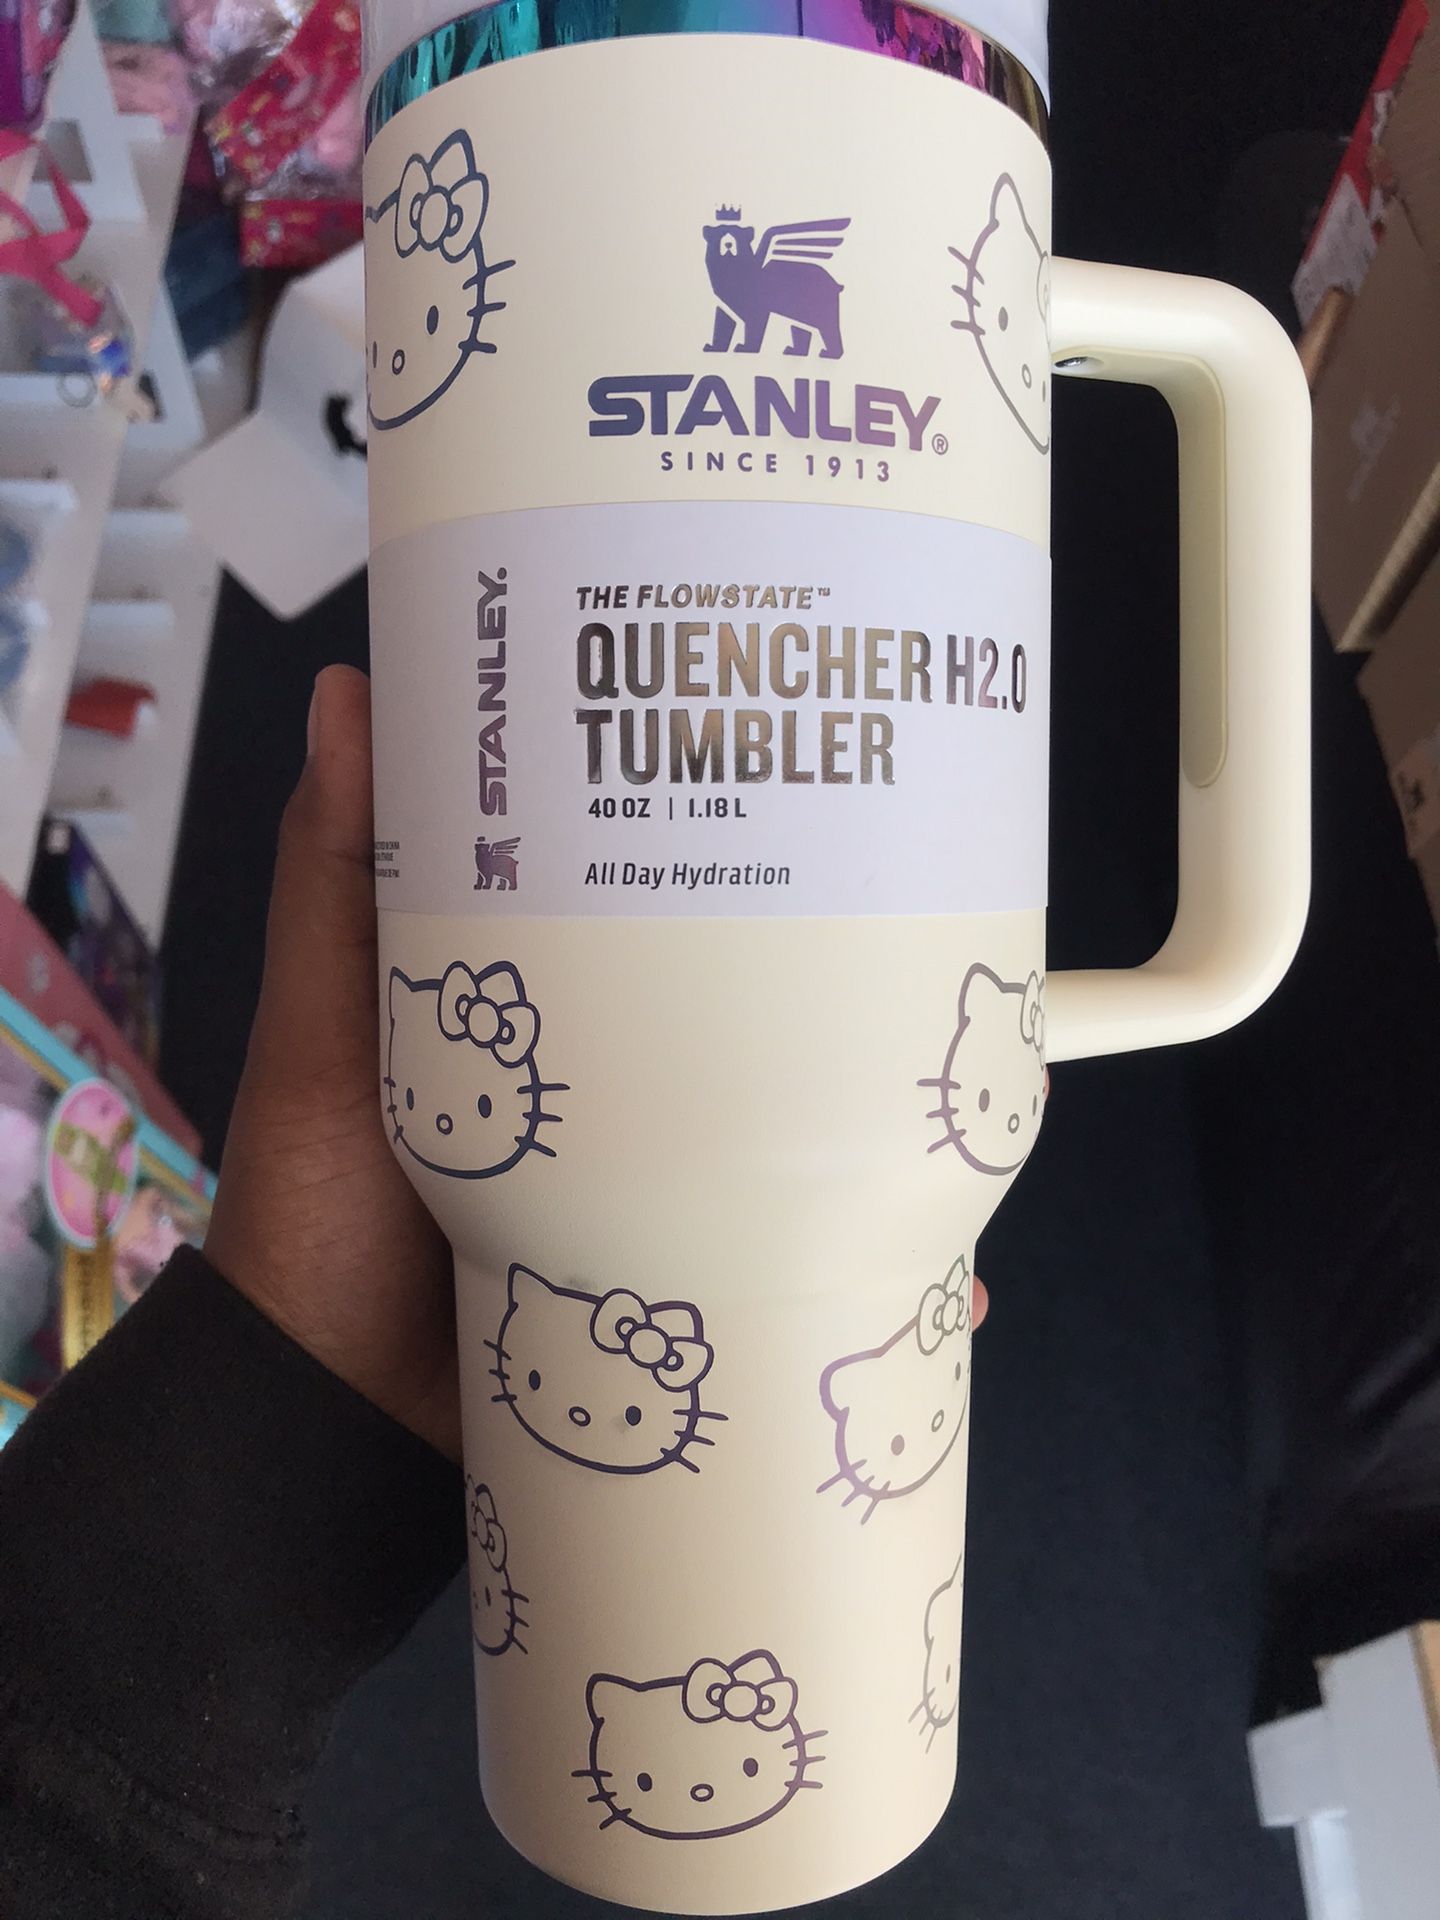 STANLEY®
SINCE 1913
STANLEY.
THE FLOWSTATE™
QUENCHER H2.0
TUMBLER
40 OZ | 1.18 L
All Day Hydration